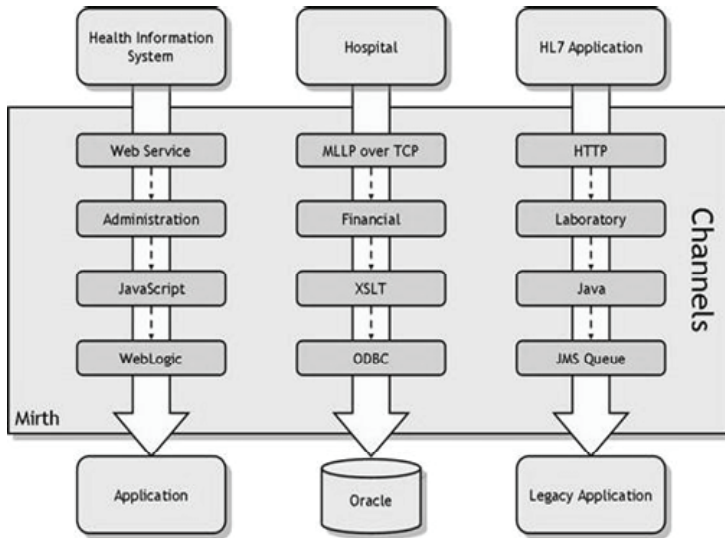 Health Information
System
Hospital
HL7 Application
Web Service
MLLP over TCP
HTTP
Administration
Financial
Laboratory
JavaScript
XSLT
Java
WebLogic
ODBC
JMS Queue
Channels
Mirth
Application
Oracle
Legacy Application